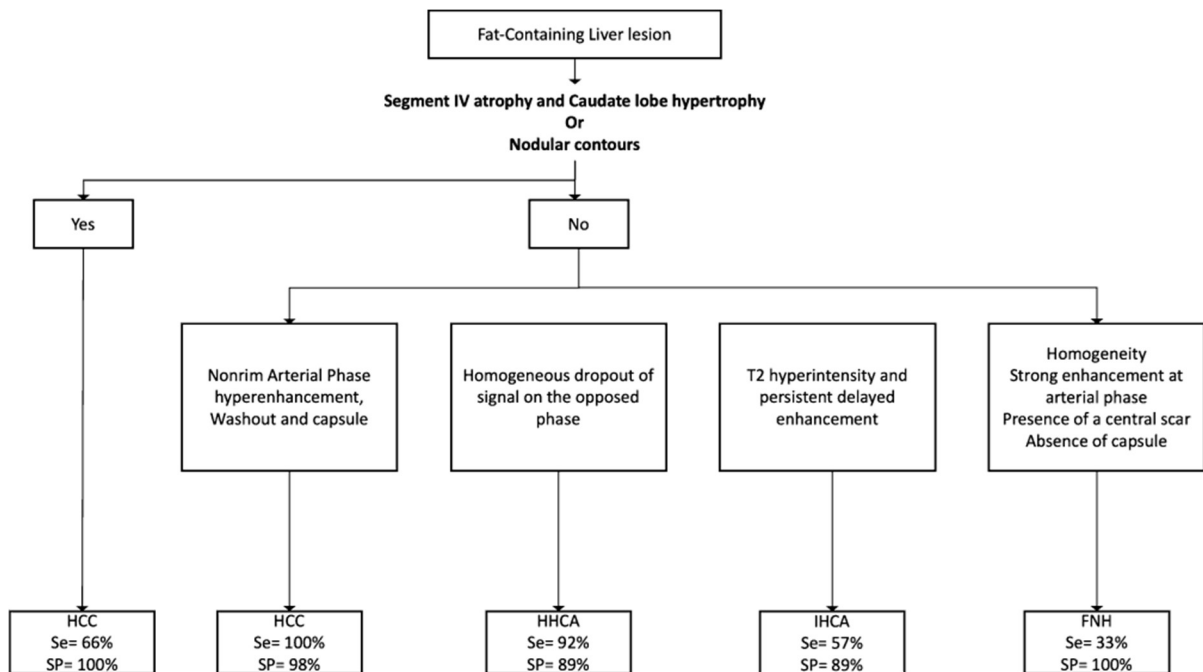 Fat-Containing Liver lesion
Segment IV atrophy and Caudate lobe hypertrophy
Or
Nodular contours
Yes
No
Nonrim Arterial Phase
hyperenhancement,
Washout and capsule
Homogeneous dropout of
signal on the opposed
phase
T2 hyperintensity and
persistent delayed
enhancement
Homogeneity
Strong enhancement at
arterial phase
Presence of a central scar
Absence of capsule
HCC
Se= 66%
SP= 100%
HCC
Se= 100%
SP= 98%
HHCA
Se= 92%
SP= 89%
IHCA
Se= 57%
SP= 89%
FNH
Se= 33%
SP= 100%